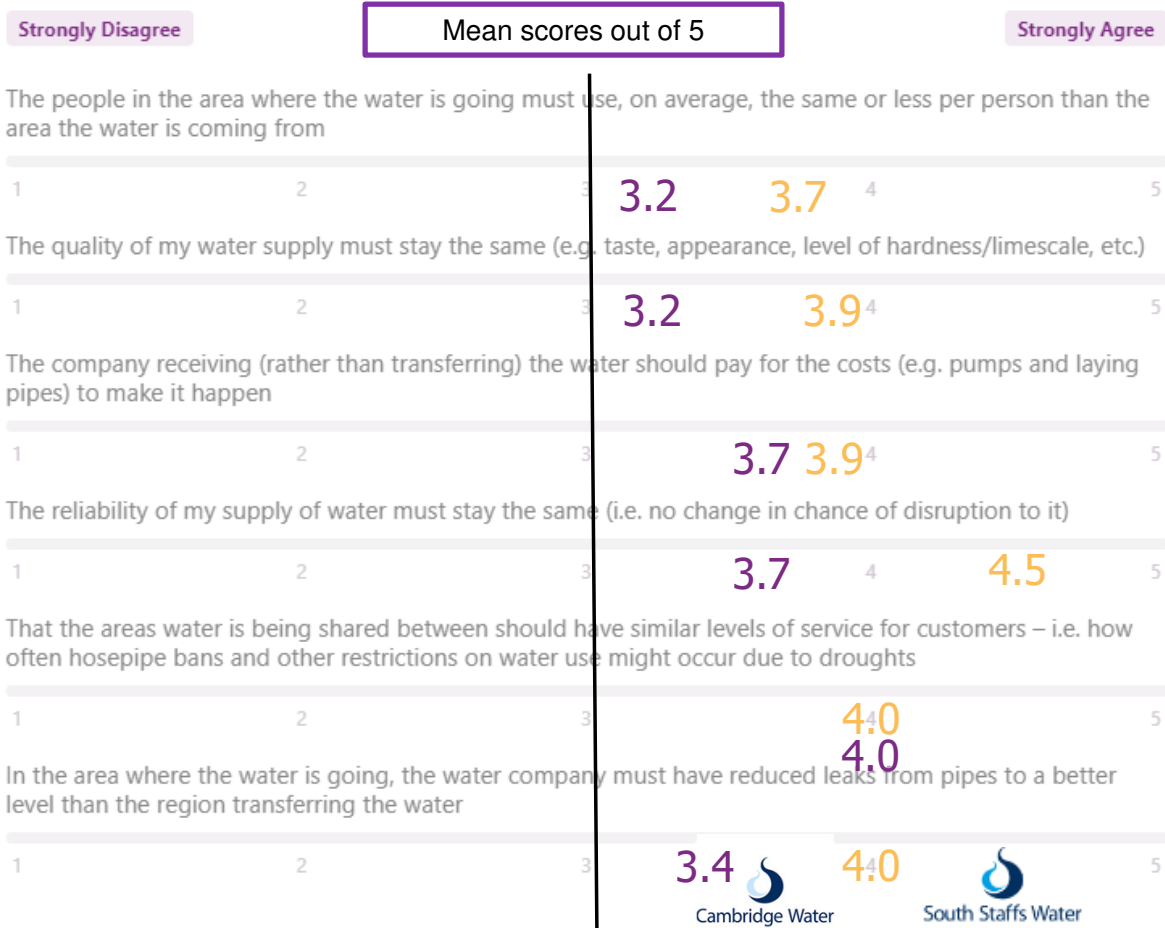 Strongly Disagree
Mean scores out of 5
Strongly Agree
The people in the area where the water is going must use, on average, the same or less per person than the
area the water is coming from
1 2 3 3.2 3.7 4 5
The quality of my water supply must stay the same (e.g. taste, appearance, level of hardness/limescale, etc.)
1 2 3 3.2 3.9 4 5
The company receiving (rather than transferring) the water should pay for the costs (e.g. pumps and laying
pipes) to make it happen
1 2 3 3.7 3.9 4 5
The reliability of my supply of water must stay the same (i.e. no change in chance of disruption to it)
1 2 3 3.7 4 4.5 5
That the areas water is being shared between should have similar levels of service for customers – i.e. how
often hosepipe bans and other restrictions on water use might occur due to droughts
1 2 3 4.0 4 5
4.0
In the area where the water is going, the water company must have reduced leaks from pipes to a better
level than the region transferring the water
1 2 3 3.4 4.0 4 5
Cambridge Water
South Staffs Water